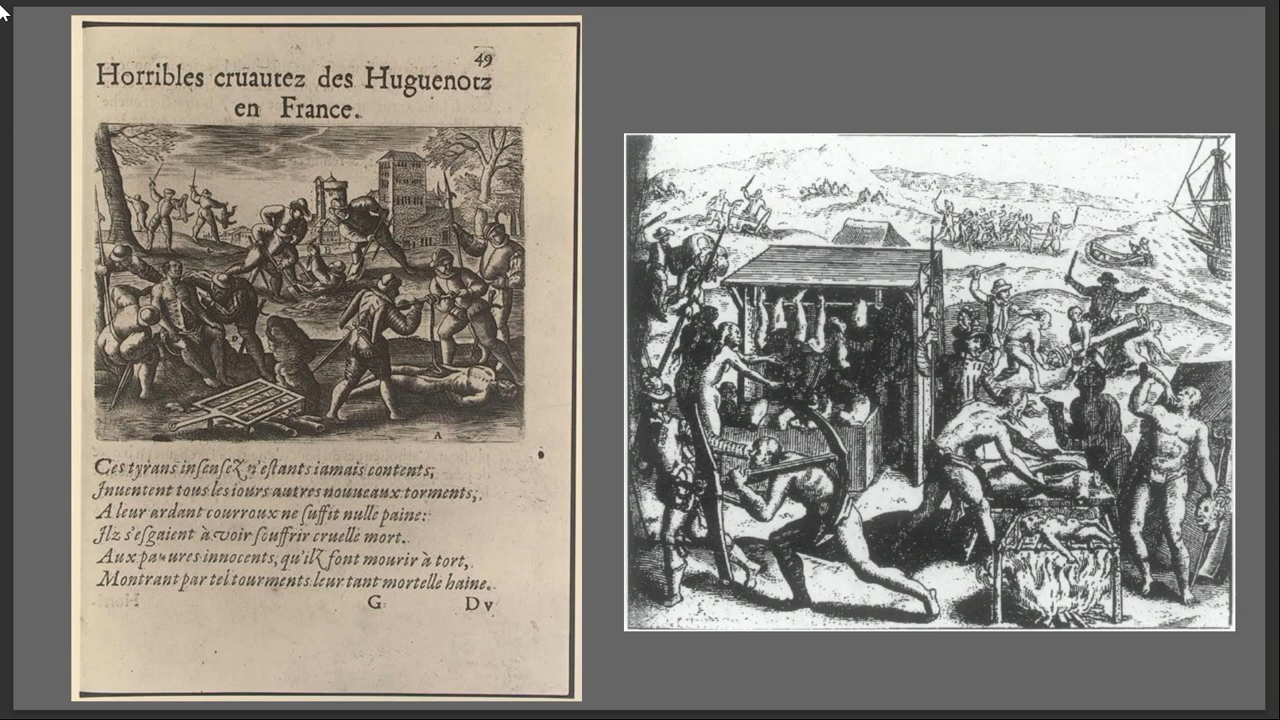 49
Horribles cruautez des Huguenotz
en France.
A
Ces tyrans inſenſez n'eſtants iamais contents,
Inuentent tous les iours autres nouueaux torments,
A leur ardant courroux ne ſuffit nulle paine:
Ilz s'eſgaient à voir ſouffrir cruelle mort.
Aux pauures innocents, qu'ilz font mourir à tort,
Montrant par tel tourments leur tant mortelle haine.
G D v